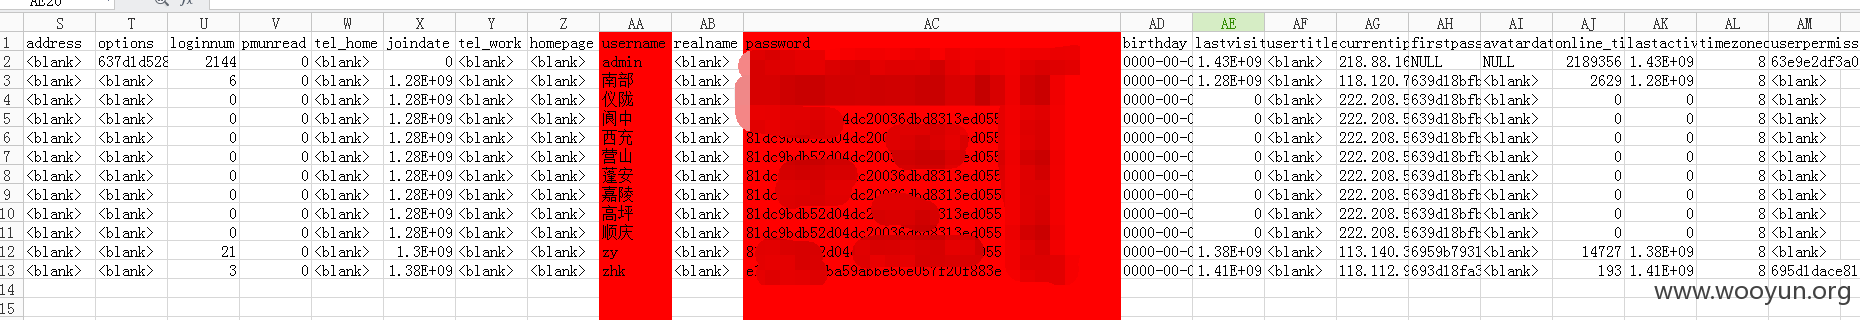 AE20
S T U V W X Y Z AA AB AC AD AE AF AG AH AI AJ AK AL AM
1 address options loginnum pmunread tel_home joindate tel_work homepage username realname password birthday lastvisit usertitle currentip firstpass avatardat online_ti lastactiv timezoneo userpermiss
2 <blank> 637d1d528 2144 0 <blank> 0 <blank> <blank> admin <blank> 0000-00-0 1.43E+09 <blank> 218.88.16 NULL NULL 2189356 1.43E+09 8 63e9e2df3a0
3 <blank> <blank> 6 0 <blank> 1.28E+09 <blank> <blank> 南部 <blank> 0000-00-0 1.28E+09 <blank> 118.120.7 639d18bfb <blank> 2629 1.28E+09 8 <blank>
4 <blank> <blank> 0 0 <blank> 1.28E+09 <blank> <blank> 仪陇 <blank> 0000-00-0 0 <blank> 222.208.5 639d18bfb <blank> 0 0 8 <blank>
5 <blank> <blank> 0 0 <blank> 1.28E+09 <blank> <blank> 阆中 <blank> 4dc20036dbd8313ed055 0000-00-0 0 <blank> 222.208.5 639d18bfb <blank> 0 0 8 <blank>
6 <blank> <blank> 0 0 <blank> 1.28E+09 <blank> <blank> 西充 <blank> 81dc9bdb52d04dc200 d055 0000-00-0 0 <blank> 222.208.5 639d18bfb <blank> 0 0 8 <blank>
7 <blank> <blank> 0 0 <blank> 1.28E+09 <blank> <blank> 营山 <blank> 81dc9bdb52d04dc200 ed055 0000-00-0 0 <blank> 222.208.5 639d18bfb <blank> 0 0 8 <blank>
8 <blank> <blank> 0 0 <blank> 1.28E+09 <blank> <blank> 蓬安 <blank> 81dc c20036dbd8313ed055 0000-00-0 0 <blank> 222.208.5 639d18bfb <blank> 0 0 8 <blank>
9 <blank> <blank> 0 0 <blank> 1.28E+09 <blank> <blank> 嘉陵 <blank> 81dc 20036dbd8313ed055 0000-00-0 0 <blank> 222.208.5 639d18bfb <blank> 0 0 8 <blank>
10 <blank> <blank> 0 0 <blank> 1.28E+09 <blank> <blank> 高坪 <blank> 81dc9bdb52d04dc2 313ed055 0000-00-0 0 <blank> 222.208.5 639d18bfb <blank> 0 0 8 <blank>
11 <blank> <blank> 0 0 <blank> 1.28E+09 <blank> <blank> 顺庆 <blank> 81dc9bdb52d04dc20036dbd8313ed055 0000-00-0 0 <blank> 222.208.5 639d18bfb <blank> 0 0 8 <blank>
12 <blank> <blank> 21 0 <blank> 1.3E+09 <blank> <blank> zy <blank> 8 2d04 055 0000-00-0 1.38E+09 <blank> 113.140.3 6959b7931 <blank> 14727 1.38E+09 8 <blank>
13 <blank> <blank> 3 0 <blank> 1.38E+09 <blank> <blank> zhk <blank> 0000-00-0 1.41E+09 <blank> 118.112.9 693d18fa3 <blank> 193 1.41E+09 8 695d1dace81
14
15
www.wooyun.org